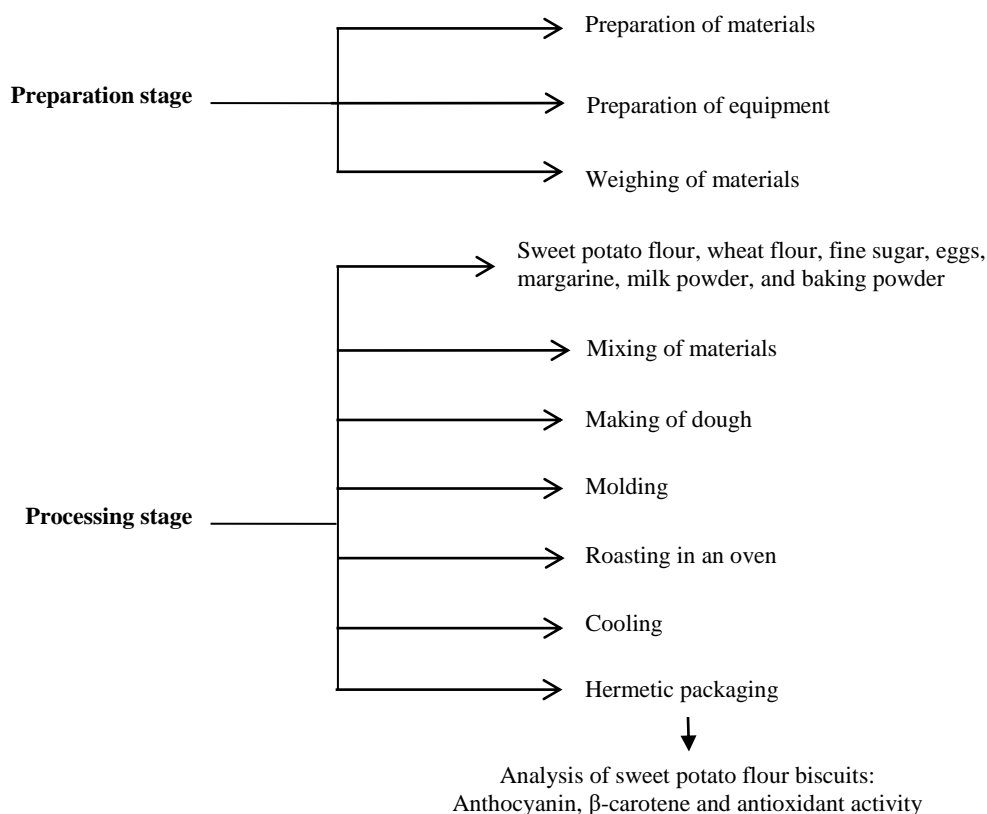 Preparation of materials
Preparation stage
Preparation of equipment
Weighing of materials
Sweet potato flour, wheat flour, fine sugar, eggs,
margarine, milk powder, and baking powder
Mixing of materials
Making of dough
Molding
Processing stage
Roasting in an oven
Cooling
Hermetic packaging
Analysis of sweet potato flour biscuits:
Anthocyanin, β-carotene and antioxidant activity